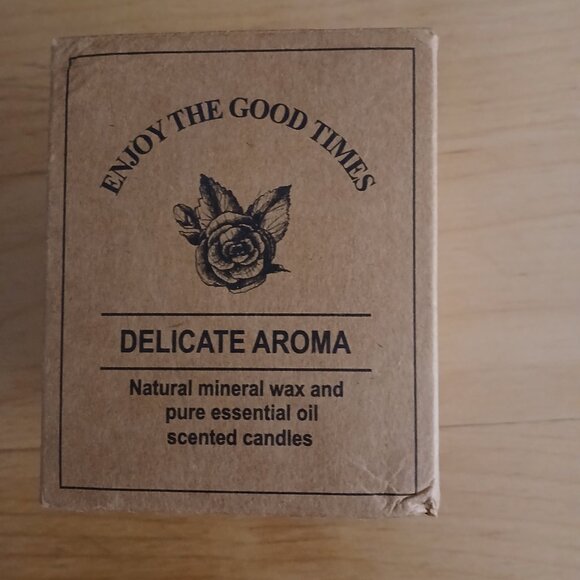 ENJOY THE GOOD TIMES
DELICATE AROMA
Natural mineral wax and
pure essential oil
scented candles